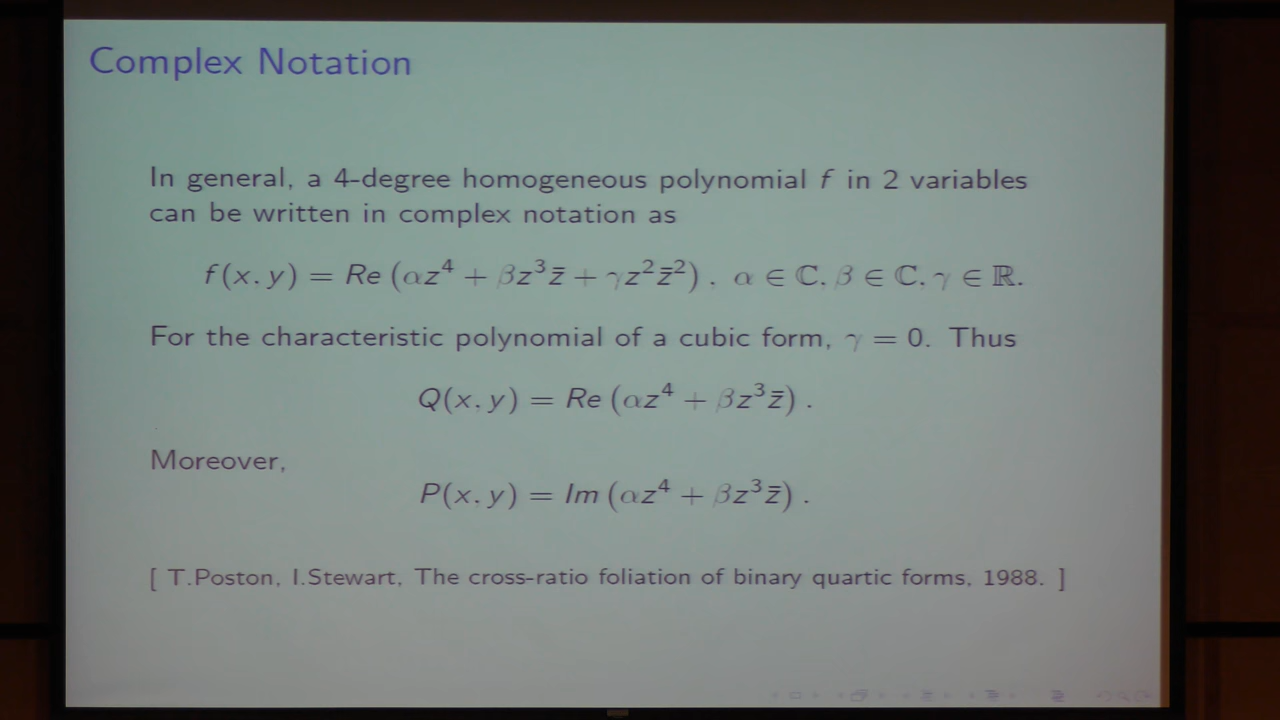 Complex Notation
In general, a 4-degree homogeneous polynomial f in 2 variables
can be written in complex notation as
f(x, y) = Re (αz⁴ + βz³z̄ + γz²z̄²) , α ∈ ℂ, β ∈ ℂ, γ ∈ ℝ.
For the characteristic polynomial of a cubic form, γ = 0. Thus
Q(x, y) = Re (αz⁴ + βz³z̄) .
Moreover,
P(x, y) = Im (αz⁴ + βz³z̄) .
[ T.Poston, I.Stewart, The cross-ratio foliation of binary quartic forms, 1988. ]